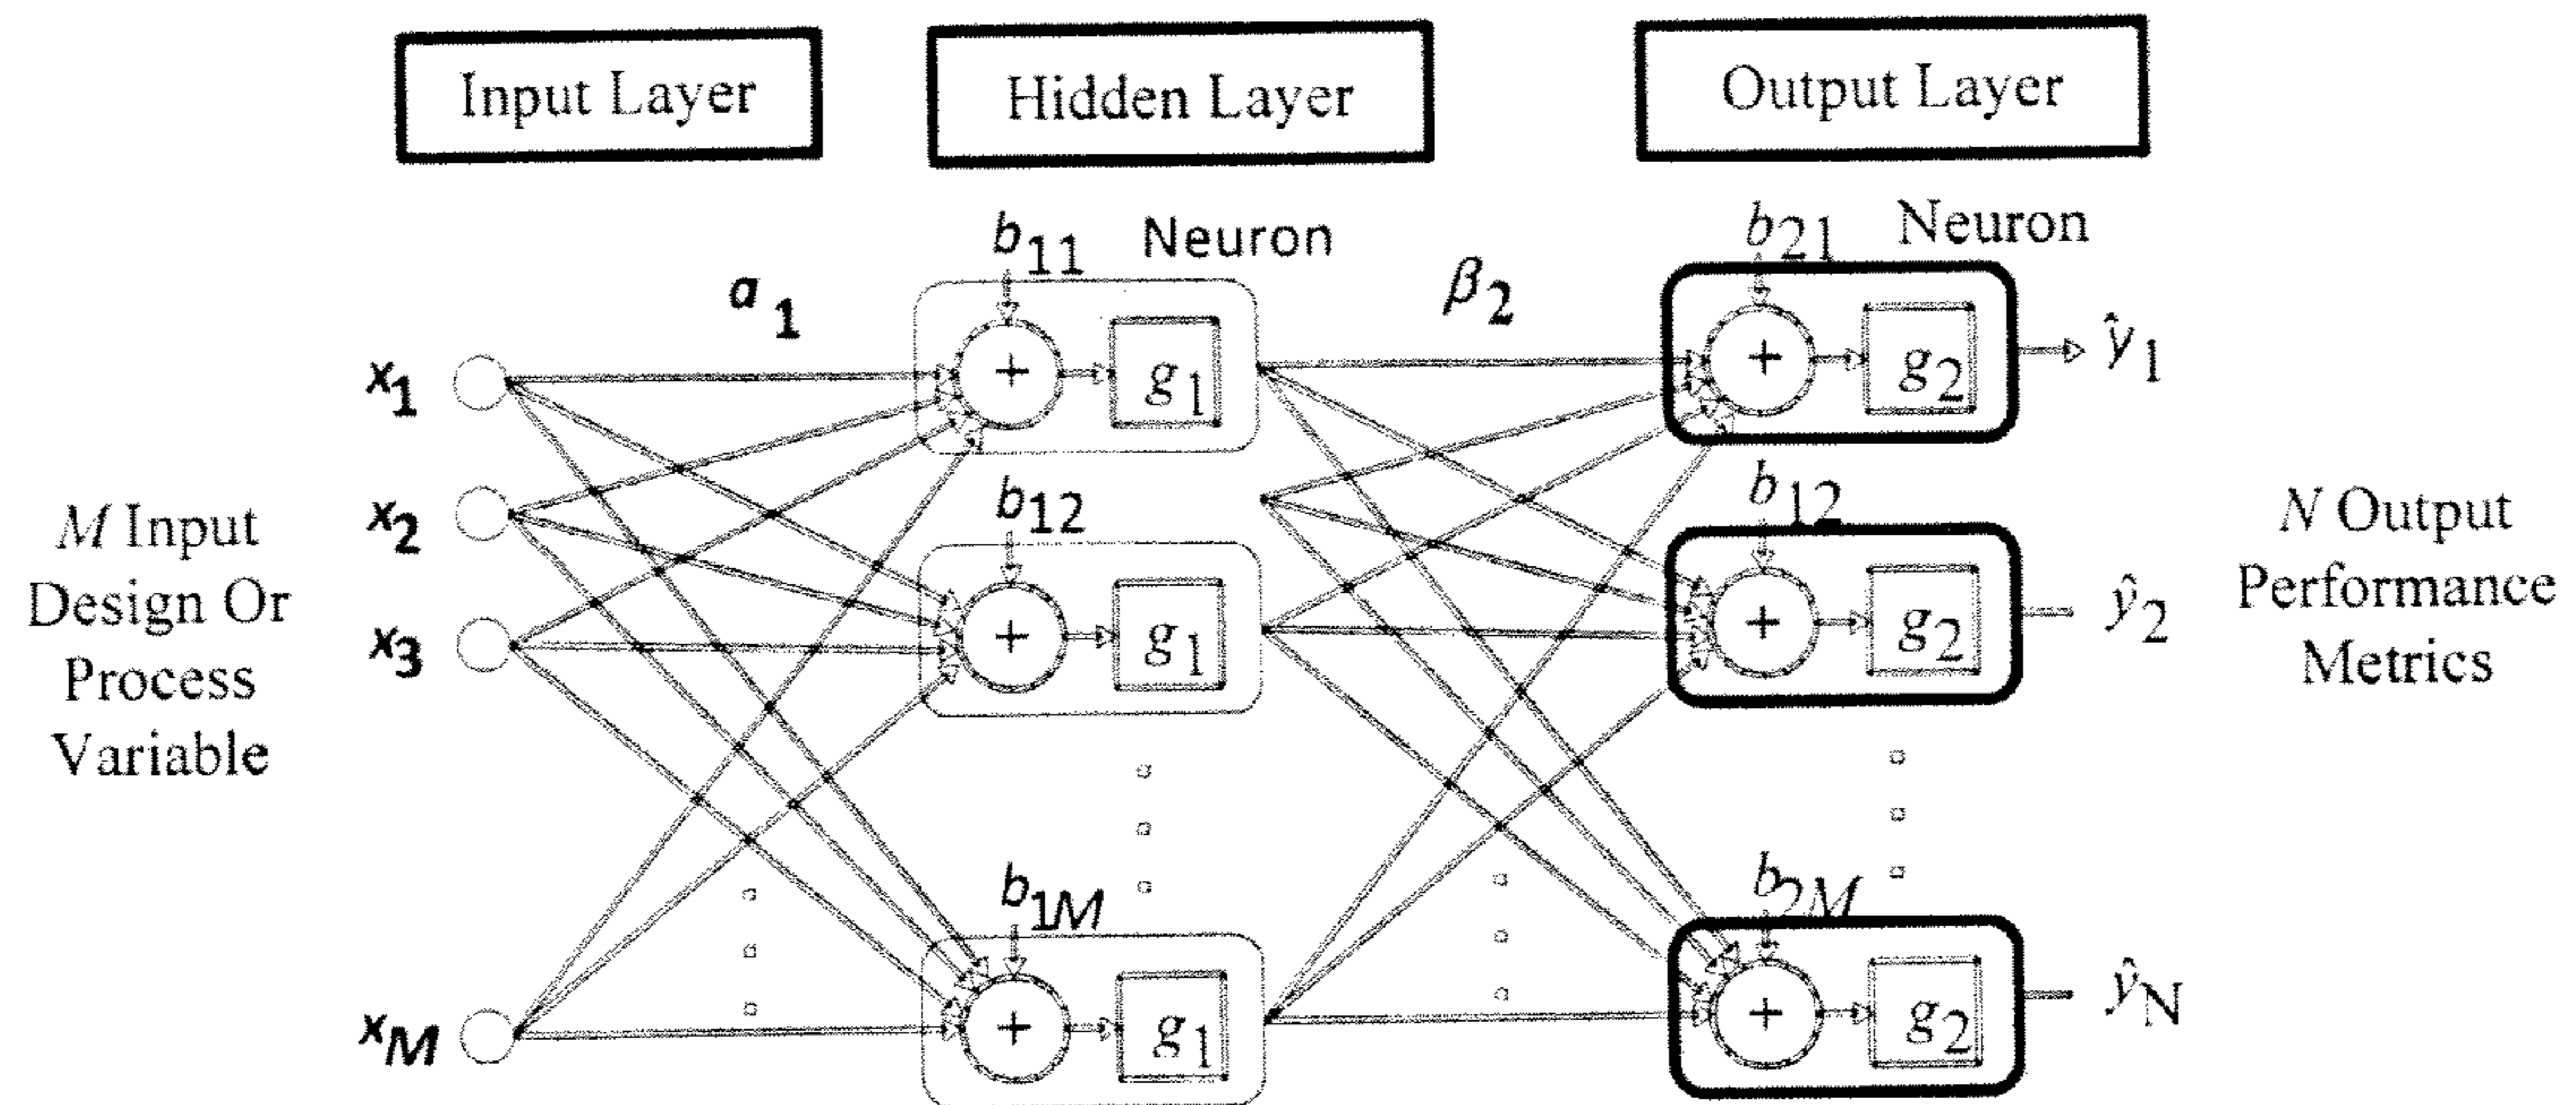 Input Layer
Hidden Layer
Output Layer
b11 Neuron
b21 Neuron
a1
β2
x1
+
g1
+
g2
ŷ1
x2
b12
b12
M Input
Design Or
Process
Variable
N Output
Performance
Metrics
x3
+
g1
+
g2
ŷ2
b1M
b2M
xM
+
g1
+
g2
ŷN